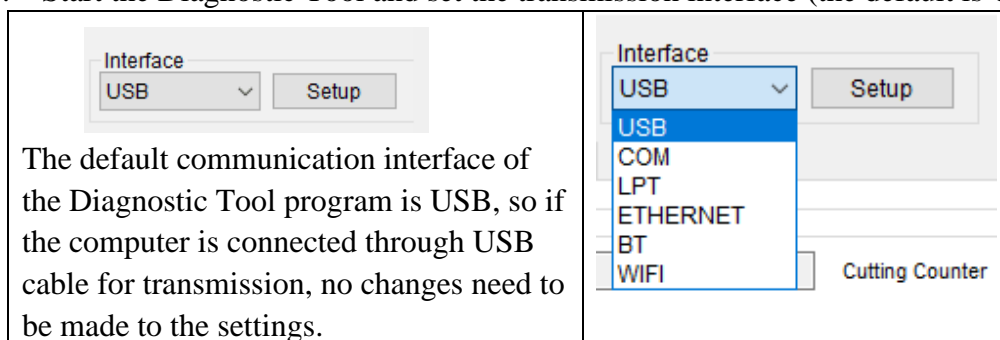 Start the Diagnostic Tool and set the transmission interface (the default is
Interface
USB Setup
The default communication interface of
the Diagnostic Tool program is USB, so if
the computer is connected through USB
cable for transmission, no changes need to
be made to the settings.
Interface
USB Setup
USB
COM
LPT
ETHERNET
BT
WIFI
Cutting Counter